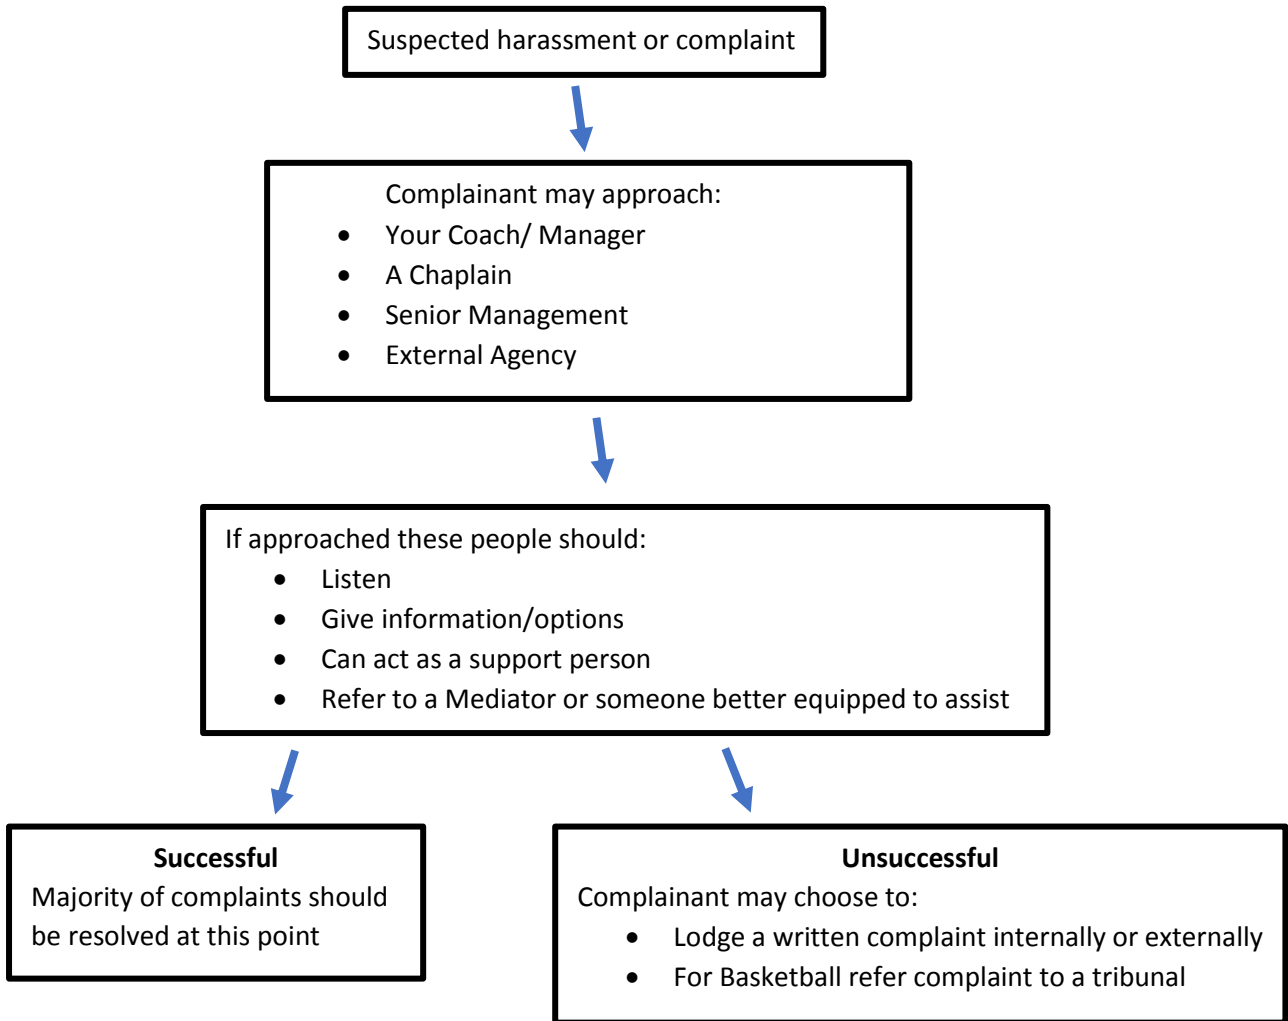 Suspected harassment or complaint
Complainant may approach:
• Your Coach/ Manager
• A Chaplain
• Senior Management
• External Agency
If approached these people should:
• Listen
• Give information/options
• Can act as a support person
• Refer to a Mediator or someone better equipped to assist
Successful
Majority of complaints should
be resolved at this point
Unsuccessful
Complainant may choose to:
• Lodge a written complaint internally or externally
• For Basketball refer complaint to a tribunal